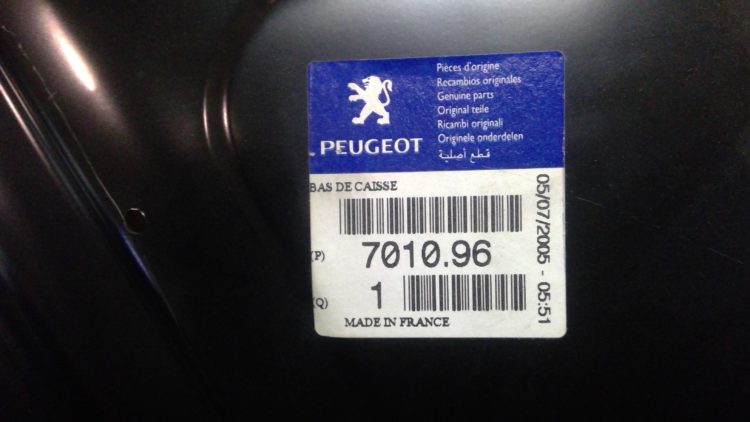 PEUGEOT
Pièces d'origine
Recambios originales
Genuine parts
Original teile
Ricambi originali
Originele onderdelen
قطع أصلية
BAS DE CAISSE
(P) 7010.96
(Q) 1
MADE IN FRANCE
05/07/2005 - 05:51